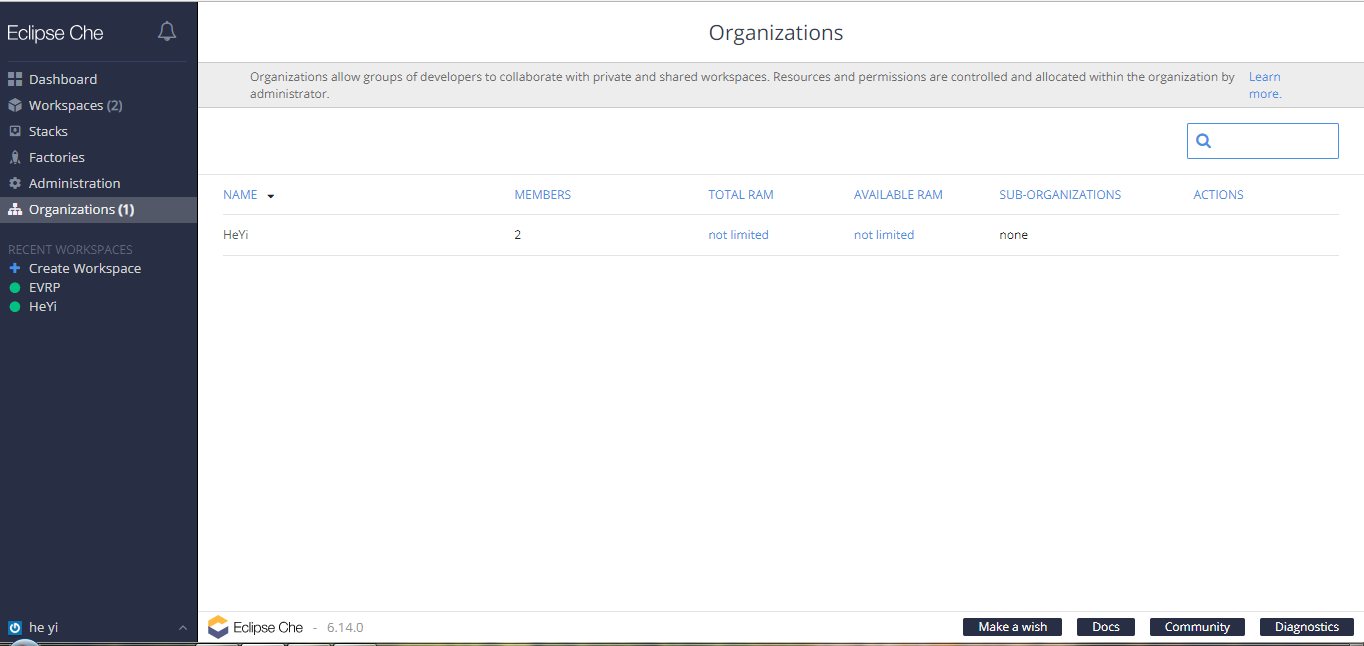 Eclipse Che
Dashboard
Workspaces (2)
Stacks
Factories
Administration
Organizations (1)
RECENT WORKSPACES
Create Workspace
EVRP
HeYi
he yi
Organizations
Organizations allow groups of developers to collaborate with private and shared workspaces. Resources and permissions are controlled and allocated within the organization by
administrator.
Learn
more.
NAME MEMBERS TOTAL RAM AVAILABLE RAM SUB-ORGANIZATIONS ACTIONS
HeYi 2 not limited not limited none
Eclipse Che - 6.14.0 Make a wish Docs Community Diagnostics